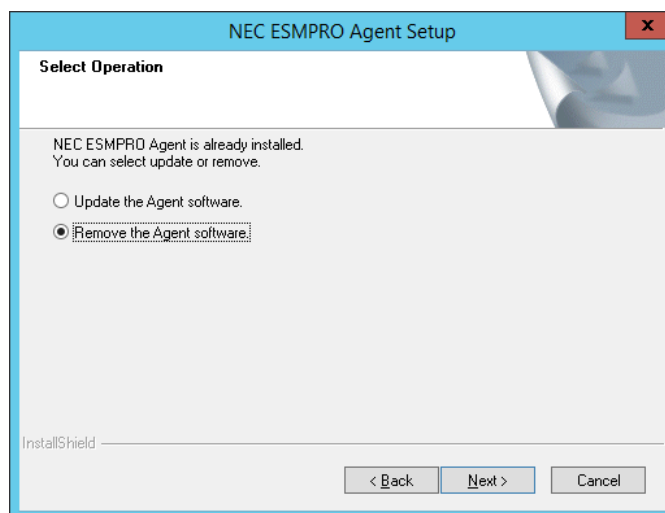 NEC ESMPRO Agent Setup
x
Select Operation
NEC ESMPRO Agent is already installed.
You can select update or remove.
Update the Agent software.
Remove the Agent software.
InstallShield
< Back
Next >
Cancel